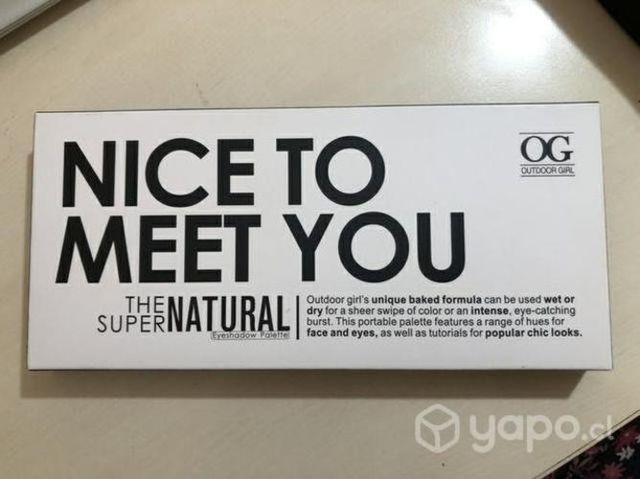 NICE TO
MEET YOU
OG
OUTDOOR GIRL
THE
SUPER NATURAL
Eyeshadow Palette
Outdoor girl's unique baked formula can be used wet or
dry for a sheer swipe of color or an intense, eye-catching
burst. This portable palette features a range of hues for
face and eyes, as well as tutorials for popular chic looks.
yapo.cl